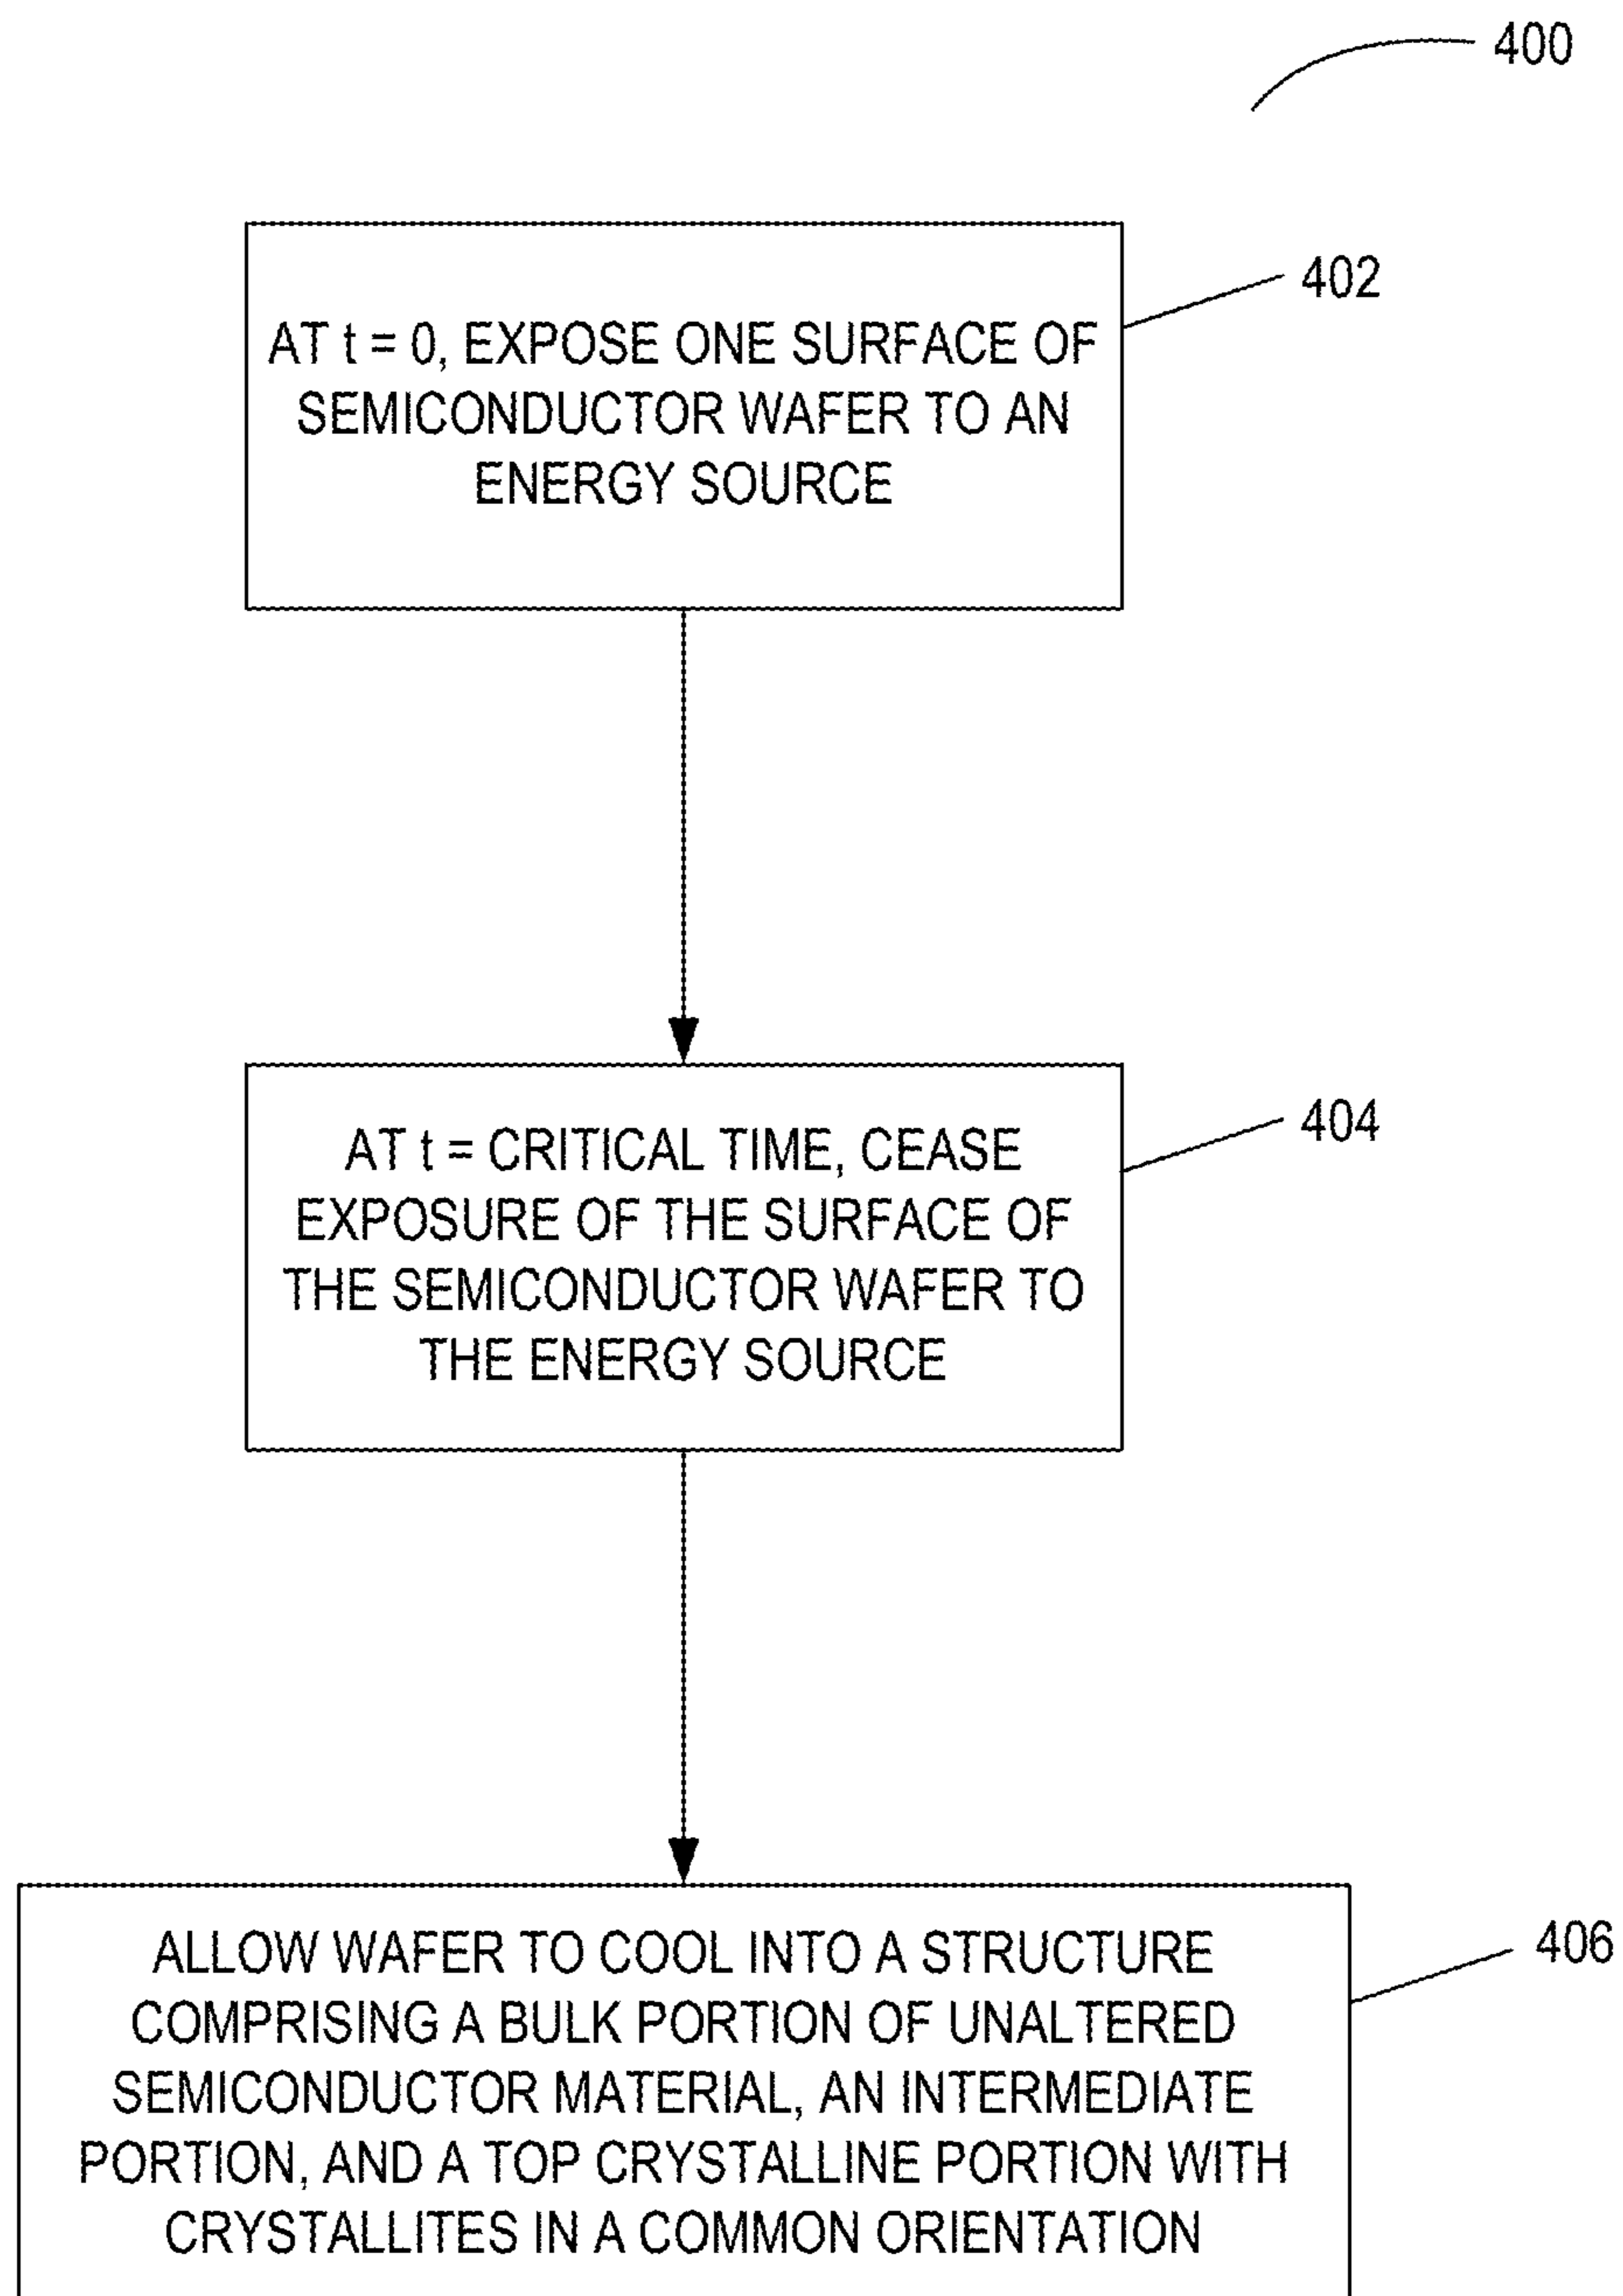 400
AT t = 0, EXPOSE ONE SURFACE OF
SEMICONDUCTOR WAFER TO AN
ENERGY SOURCE
402
AT t = CRITICAL TIME, CEASE
EXPOSURE OF THE SURFACE OF
THE SEMICONDUCTOR WAFER TO
THE ENERGY SOURCE
404
ALLOW WAFER TO COOL INTO A STRUCTURE
COMPRISING A BULK PORTION OF UNALTERED
SEMICONDUCTOR MATERIAL, AN INTERMEDIATE
PORTION, AND A TOP CRYSTALLINE PORTION WITH
CRYSTALLITES IN A COMMON ORIENTATION
406